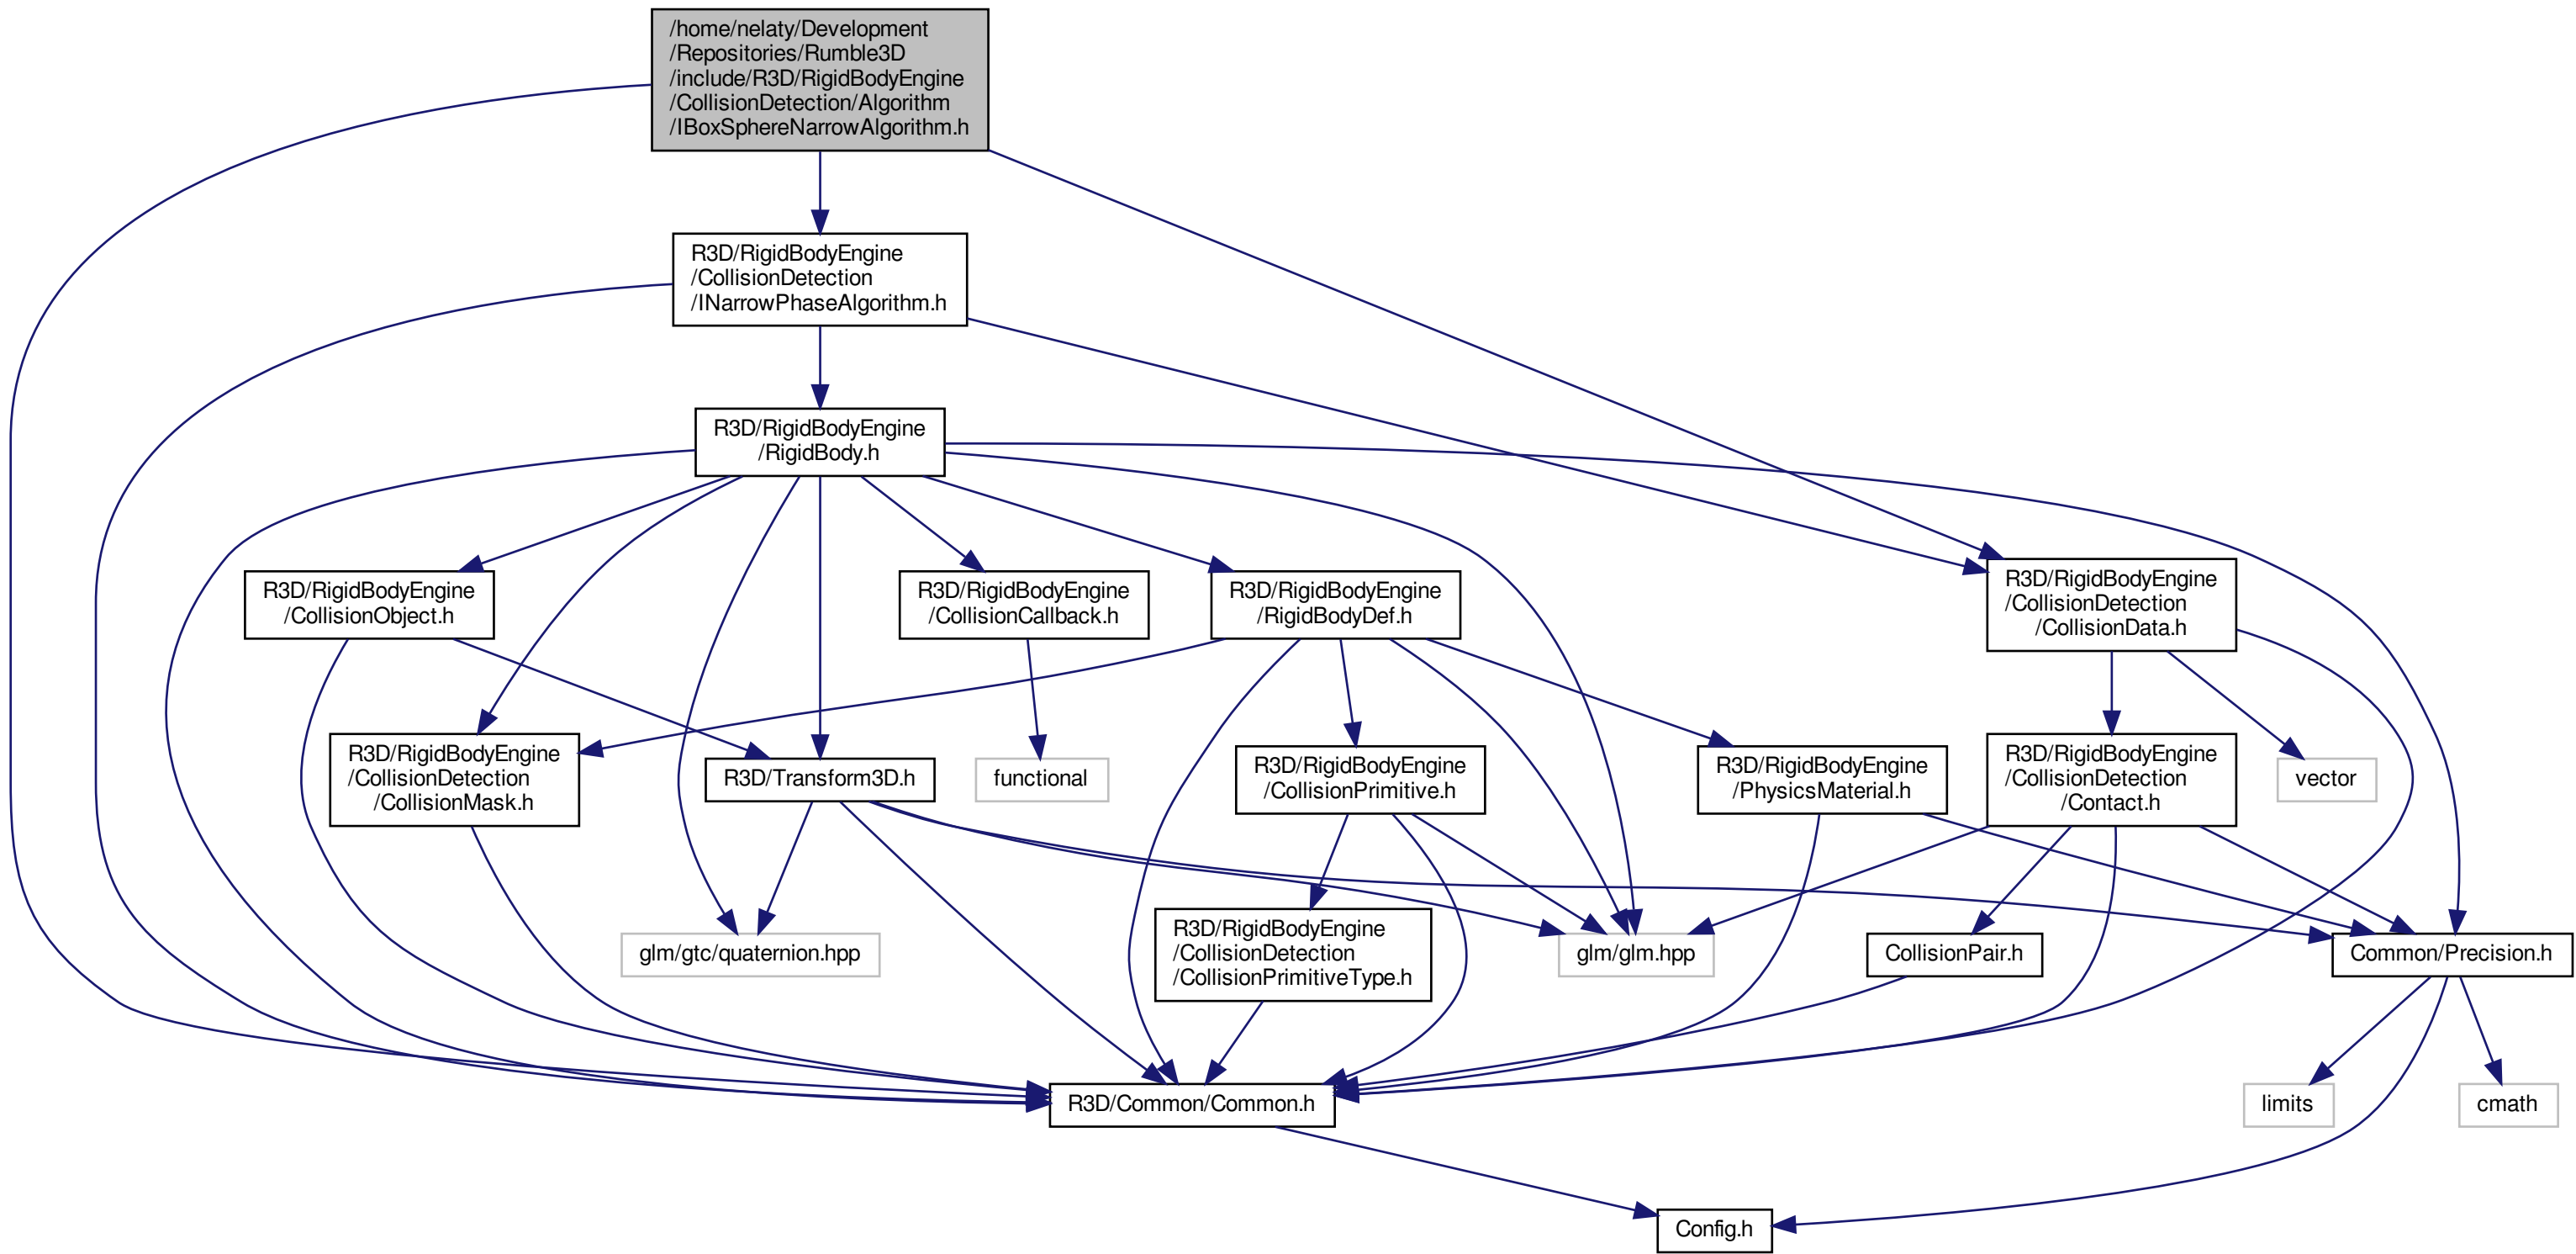 /home/nelaty/Development
/Repositories/Rumble3D
/include/R3D/RigidBodyEngine
/CollisionDetection/Algorithm
/IBoxSphereNarrowAlgorithm.h
R3D/RigidBodyEngine
/CollisionDetection
/INarrowPhaseAlgorithm.h
R3D/RigidBodyEngine
/RigidBody.h
R3D/RigidBodyEngine
/CollisionObject.h
R3D/RigidBodyEngine
/CollisionCallback.h
R3D/RigidBodyEngine
/RigidBodyDef.h
R3D/RigidBodyEngine
/CollisionDetection
/CollisionData.h
R3D/RigidBodyEngine
/CollisionDetection
/CollisionMask.h
R3D/Transform3D.h
functional
R3D/RigidBodyEngine
/CollisionPrimitive.h
R3D/RigidBodyEngine
/PhysicsMaterial.h
R3D/RigidBodyEngine
/CollisionDetection
/Contact.h
vector
glm/gtc/quaternion.hpp
R3D/RigidBodyEngine
/CollisionDetection
/CollisionPrimitiveType.h
glm/glm.hpp
CollisionPair.h
Common/Precision.h
R3D/Common/Common.h
limits
cmath
Config.h